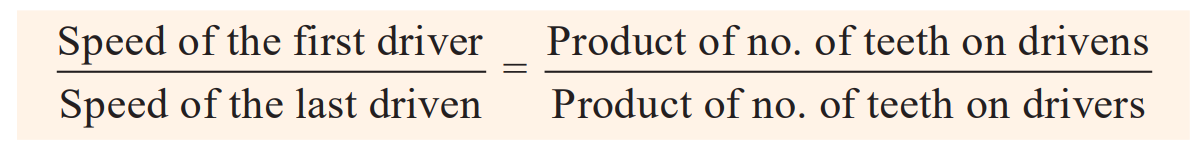 Speed of the first driver / Speed of the last driven = Product of no. of teeth on drivens / Product of no. of teeth on drivers